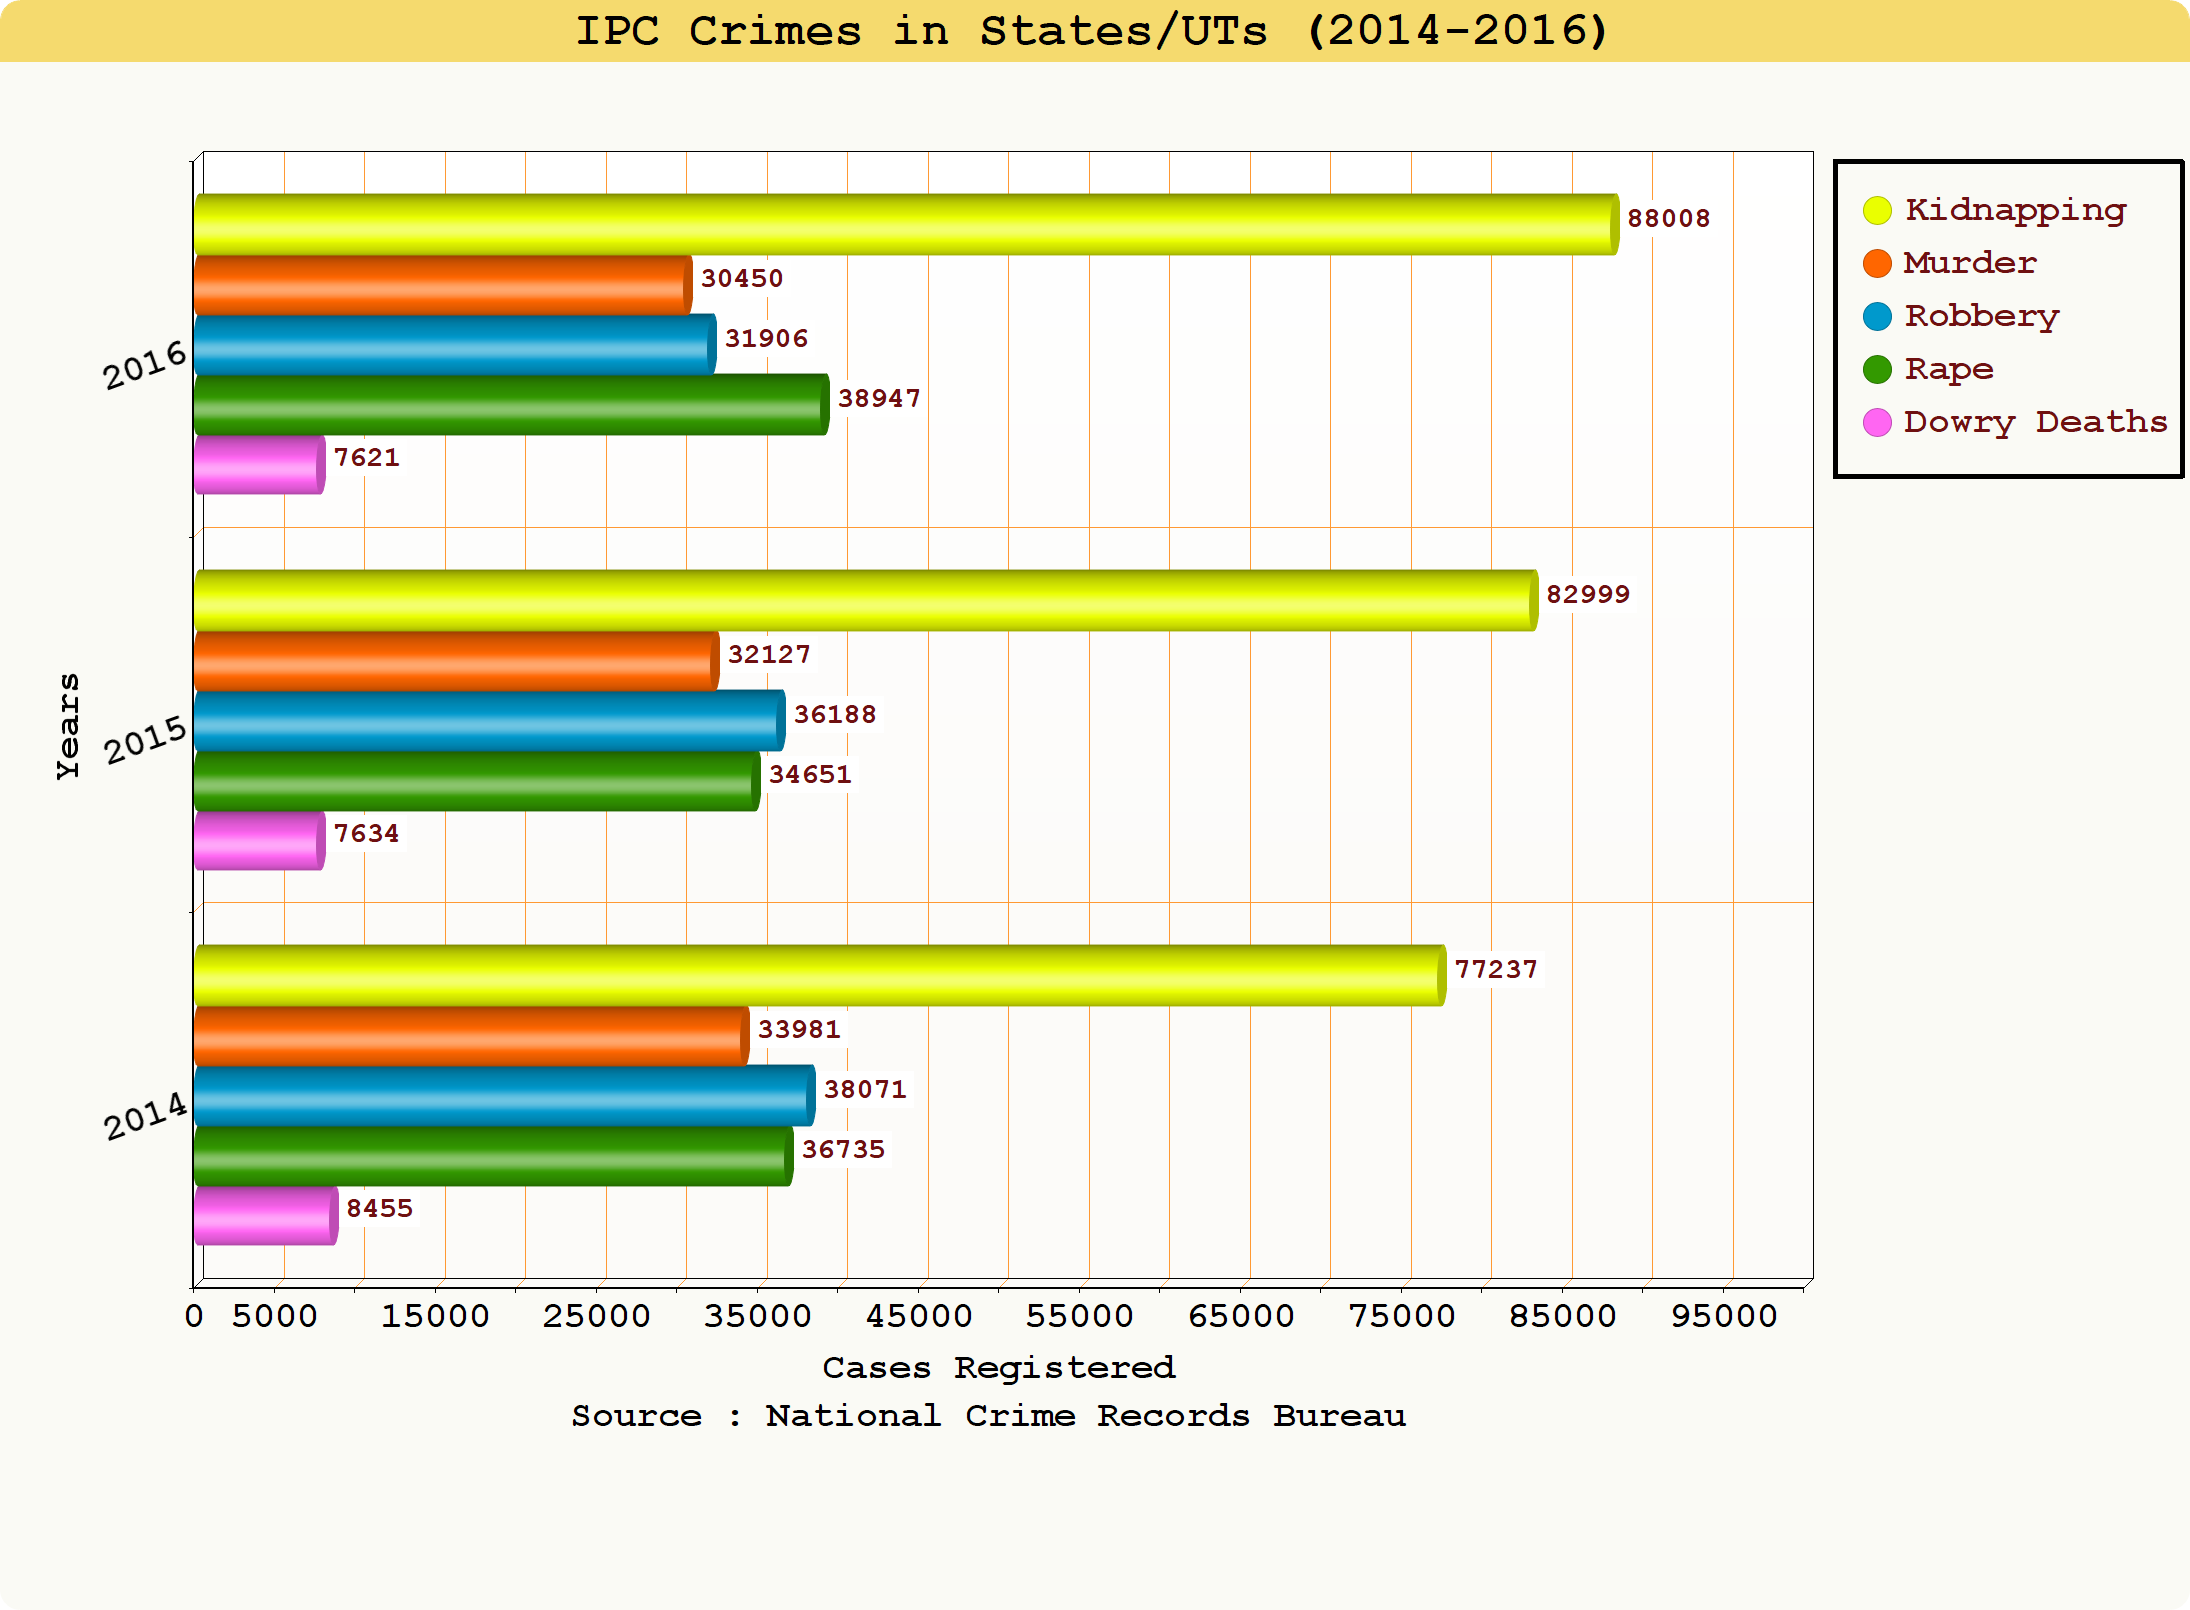 IPC Crimes in States/UTs (2014-2016)
Kidnapping
Murder
Robbery
Rape
Dowry Deaths
Years
2016
88008
30450
31906
38947
7621
2015
82999
32127
36188
34651
7634
2014
77237
33981
38071
36735
8455
0 5000 15000 25000 35000 45000 55000 65000 75000 85000 95000
Cases Registered
Source : National Crime Records Bureau